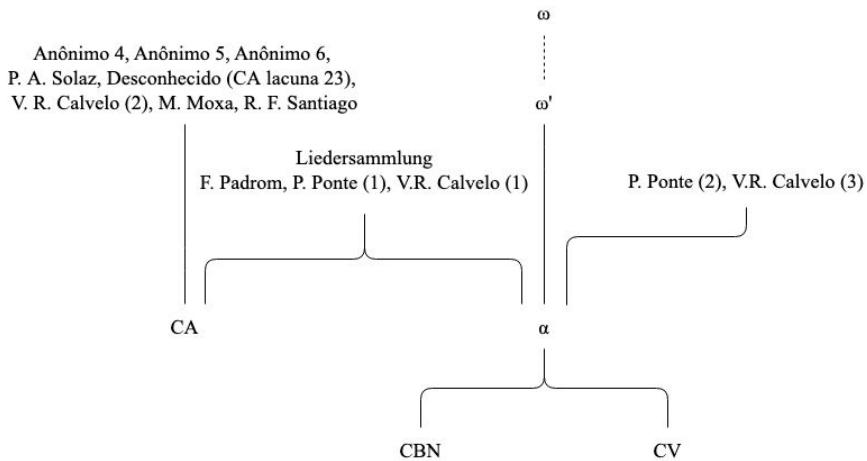 ω
Anônimo 4, Anônimo 5, Anônimo 6,
P. A. Solaz, Desconhecido (CA lacuna 23),
V. R. Calvelo (2), M. Moxa, R. F. Santiago
ω'
Liedersammlung
F. Padrom, P. Ponte (1), V.R. Calvelo (1)
P. Ponte (2), V.R. Calvelo (3)
CA
α
CBN
CV